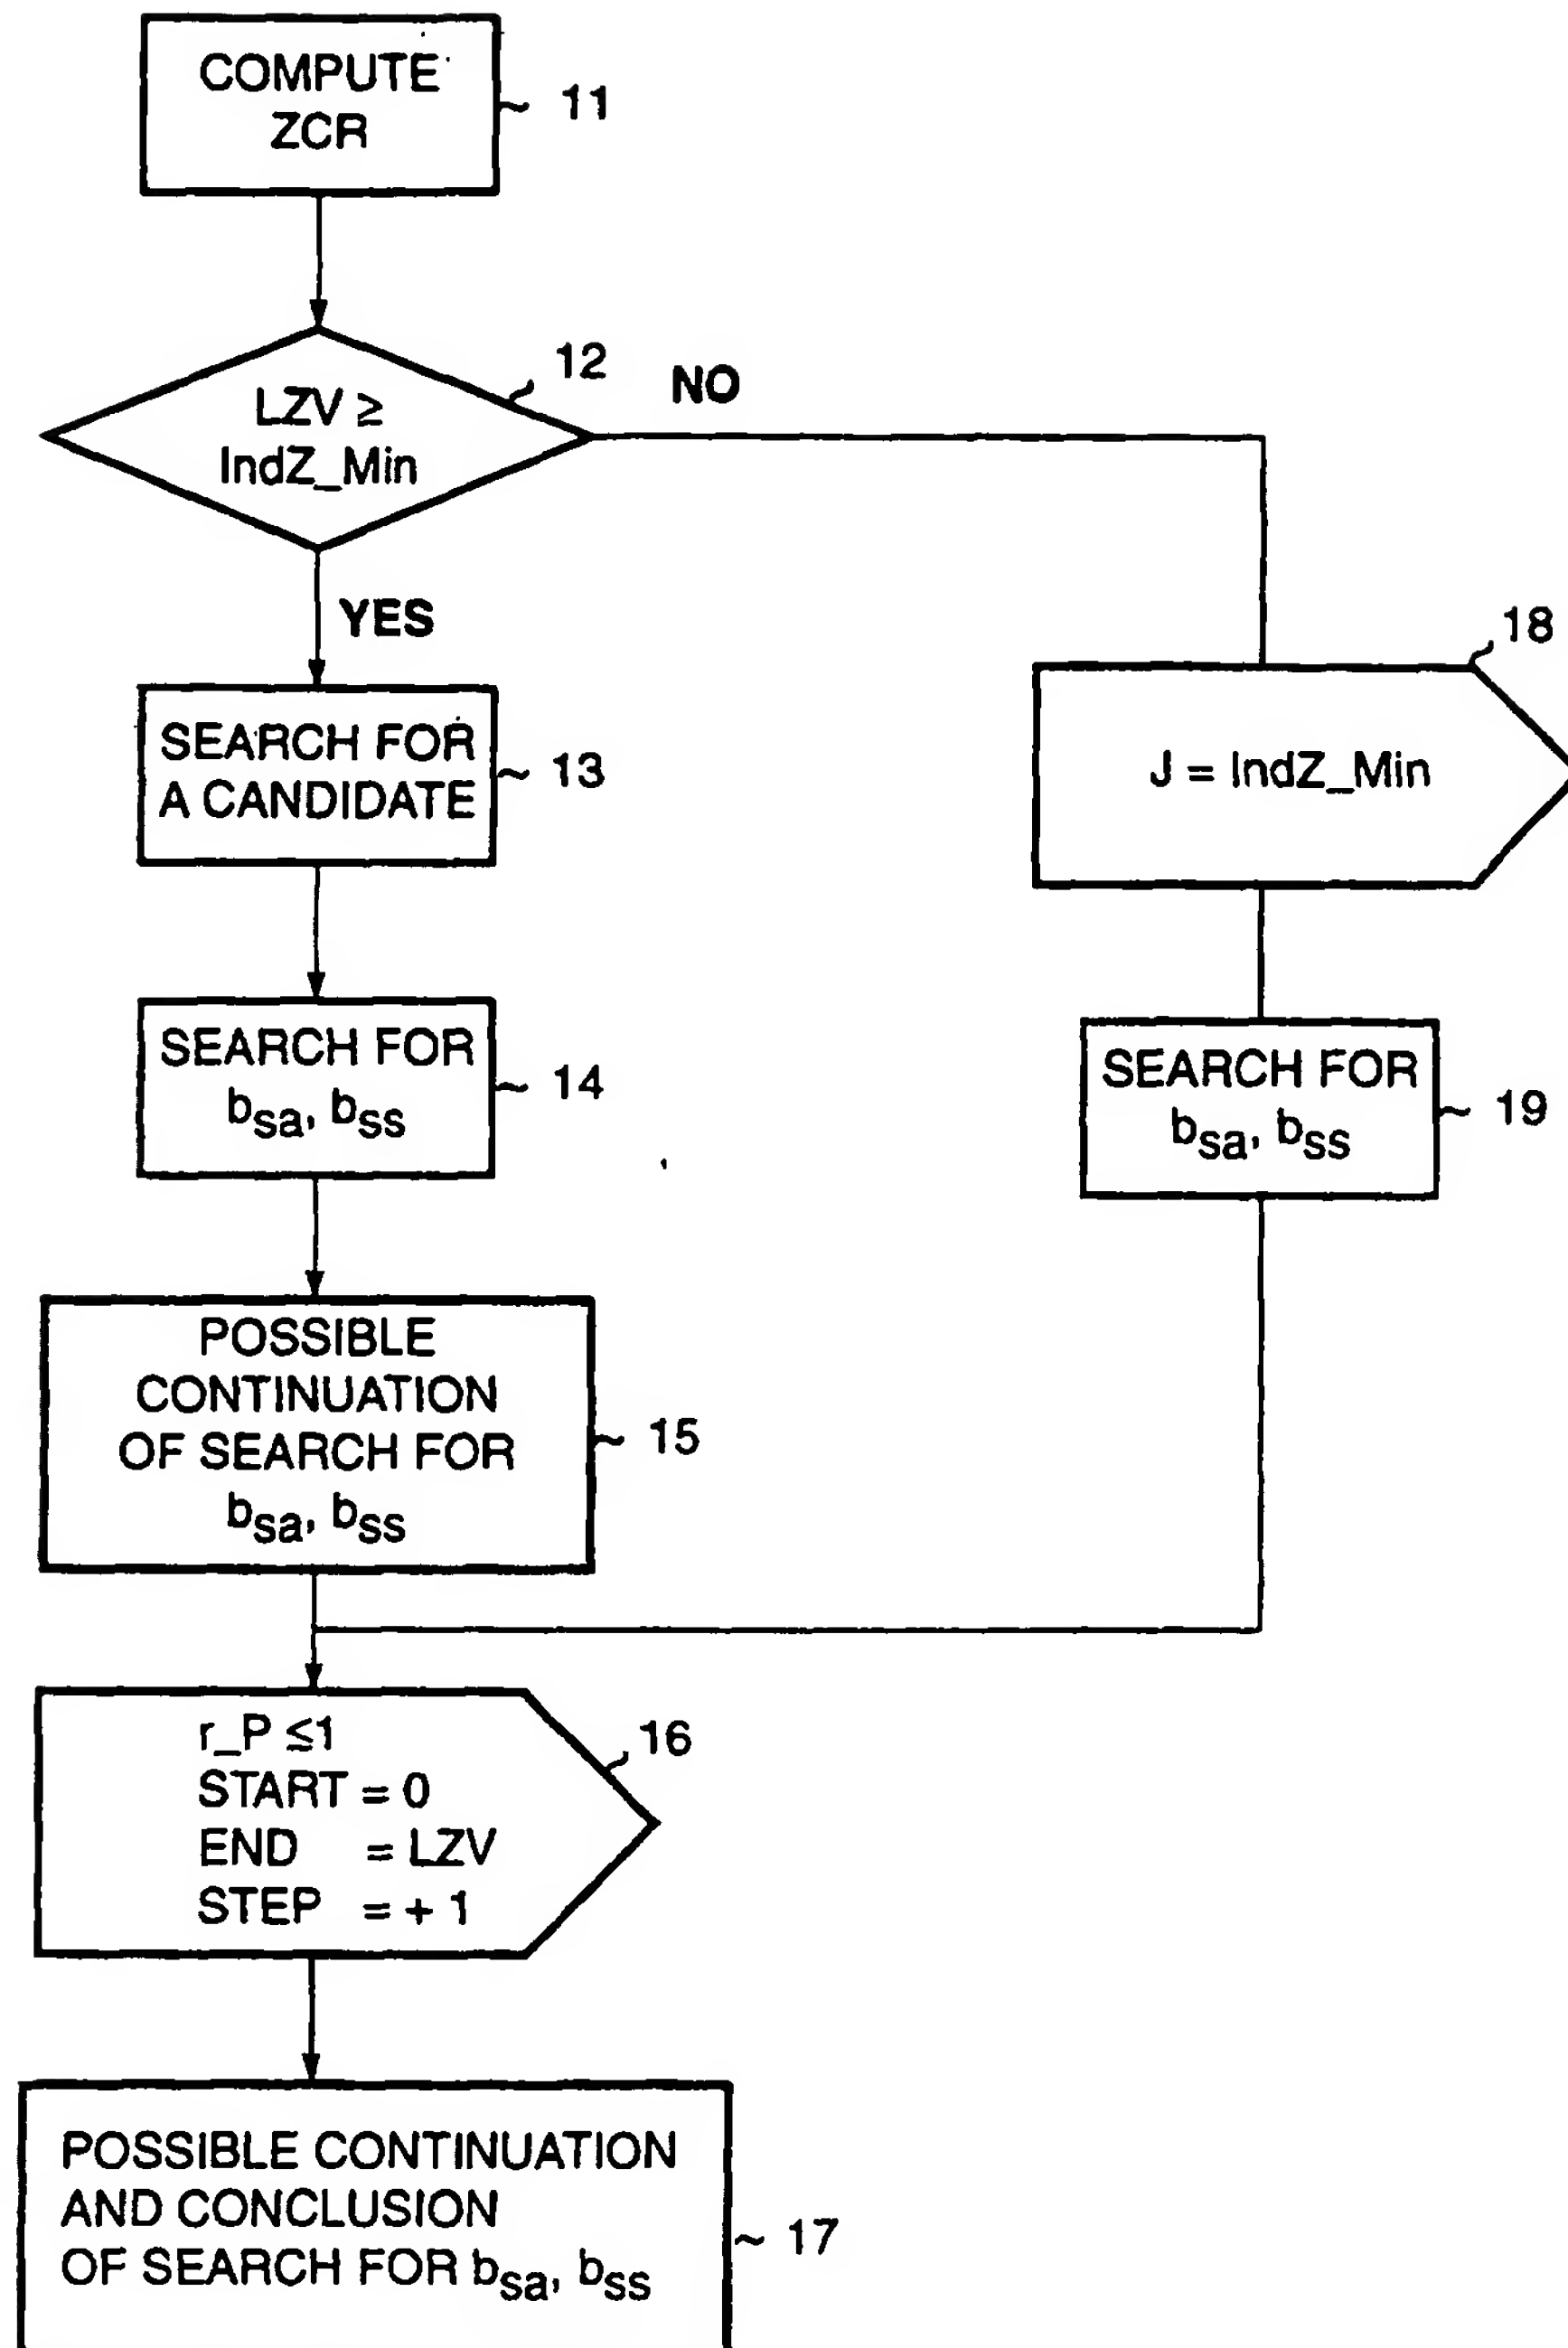 COMPUTE
ZCR
11
12
LZV ≥
IndZ_Min
NO
YES
SEARCH FOR
A CANDIDATE
13
18
J = IndZ_Min
SEARCH FOR
bsa, bss
14
SEARCH FOR
bsa, bss
19
POSSIBLE
CONTINUATION
OF SEARCH FOR
bsa, bss
15
r_P ≤1
START = 0
END = LZV
STEP = + 1
16
POSSIBLE CONTINUATION
AND CONCLUSION
OF SEARCH FOR bsa, bss
17